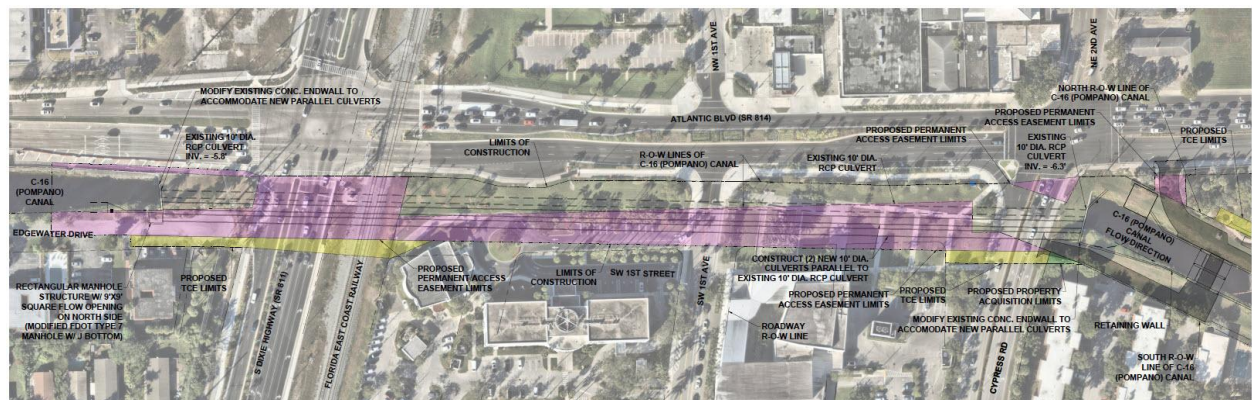 NW 1ST AVE
NE 2ND AVE
MODIFY EXISTING CONC. ENDWALL TO
ACCOMMODATE NEW PARALLEL CULVERTS
NORTH R-O-W LINE OF
C-16 (POMPANO) CANAL
ATLANTIC BLVD (SR 814)
PROPOSED PERMANENT
ACCESS EASEMENT LIMITS
PROPOSED
TCE LIMITS
EXISTING 10' DIA.
RCP CULVERT
INV. = -5.8'
LIMITS OF
CONSTRUCTION
R-O-W LINES OF
C-16 (POMPANO) CANAL
PROPOSED PERMANENT
ACCESS EASEMENT LIMITS
EXISTING 10' DIA.
RCP CULVERT
EXISTING
10' DIA. RCP
CULVERT
INV. = -6.3'
C-16
(POMPANO)
CANAL
EDGEWATER DRIVE
C-16 (POMPANO)
CANAL
FLOW DIRECTION
PROPOSED
TCE LIMITS
S DIXIE HIGHWAY (SR 811)
FLORIDA EAST COAST RAILWAY
PROPOSED
PERMANENT/ACCESS
EASEMENT LIMITS
LIMITS OF
CONSTRUCTION
SW 1ST STREET
SW 1ST AVE
CONSTRUCT (2) NEW 10' DIA.
CULVERTS PARALLEL TO
EXISTING 10' DIA. RCP CULVERT
PROPOSED PERMANENT
ACCESS EASEMENT LIMITS
PROPOSED
TCE LIMITS
PROPOSED PROPERTY
ACQUISITION LIMITS
RECTANGULAR MANHOLE
STRUCTURE W/ 9'X9'
SQUARE FLOW OPENING
ON NORTH SIDE
(MODIFIED FDOT TYPE 7
MANHOLE W/ J BOTTOM)
ROADWAY
R-O-W LINE
MODIFY EXISTING CONC. ENDWALL TO
ACCOMODATE NEW PARALLEL CULVERTS
RETAINING WALL
CYPRESS RD
SOUTH R-O-W
LINE OF C-16
(POMPANO) CANAL